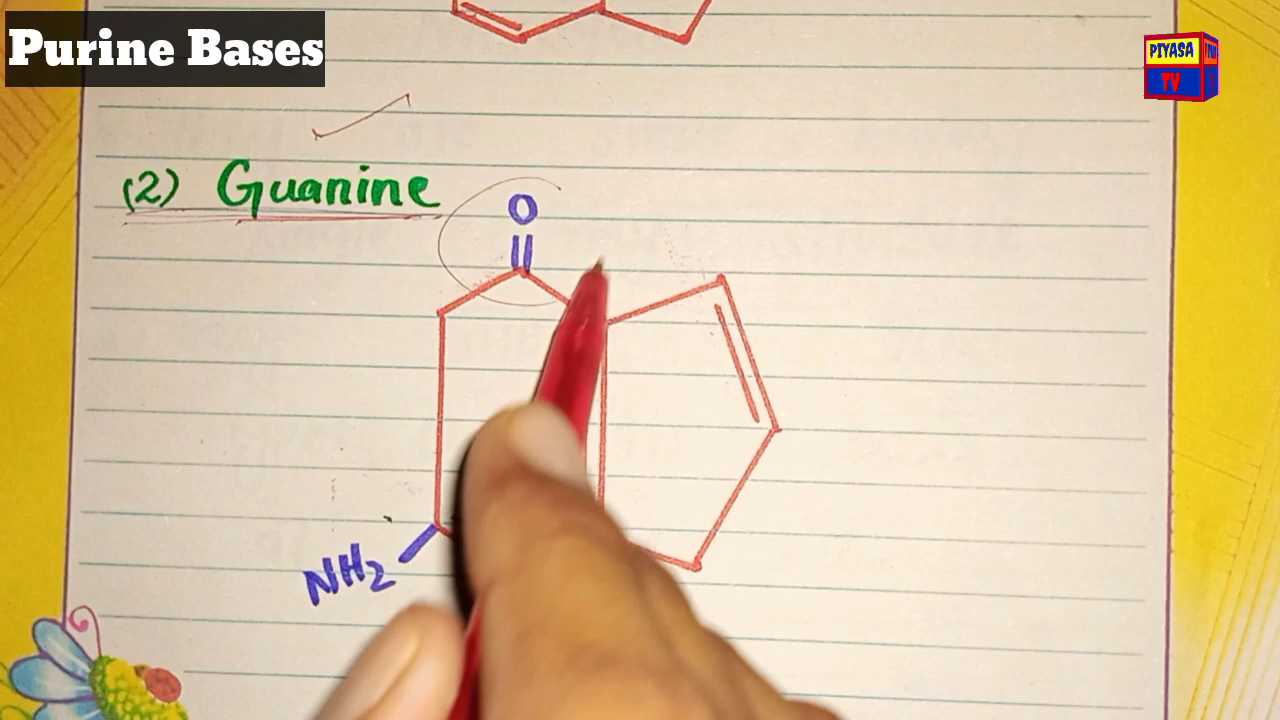 Purine Bases
PIYASA
TV
(2) Guanine
O
NH2